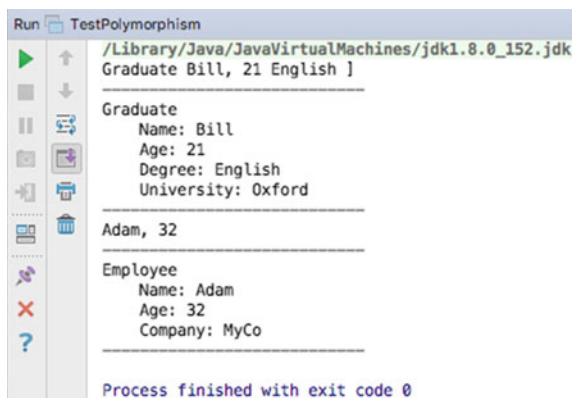 Run TestPolymorphism
/Library/Java/JavaVirtualMachines/jdk1.8.0_152.jdk
Graduate Bill, 21 English ]
----------------------------
Graduate
Name: Bill
Age: 21
Degree: English
University: Oxford
----------------------------
Adam, 32
----------------------------
Employee
Name: Adam
Age: 32
Company: MyCo
----------------------------
Process finished with exit code 0